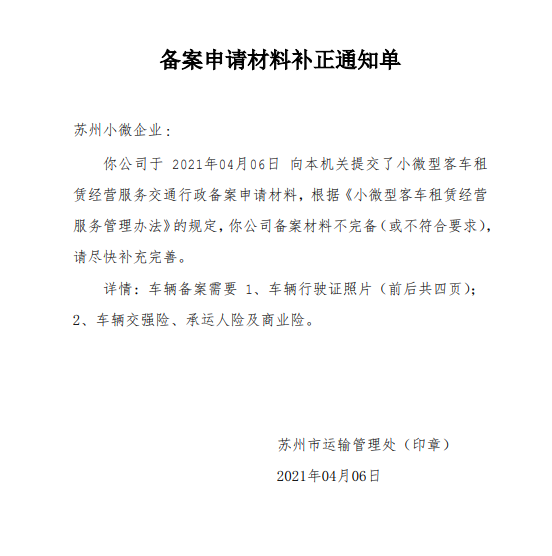 备案申请材料补正通知单
苏州小微企业:
你公司于 2021年04月06日 向本机关提交了小微型客车租
赁经营服务交通行政备案申请材料，根据《小微型客车租赁经营
服务管理办法》的规定，你公司备案材料不完备（或不符合要求），
请尽快补充完善。
详情: 车辆备案需要 1、车辆行驶证照片（前后共四页）;
2、车辆交强险、承运人险及商业险。
苏州市运输管理处（印章）
2021年04月06日